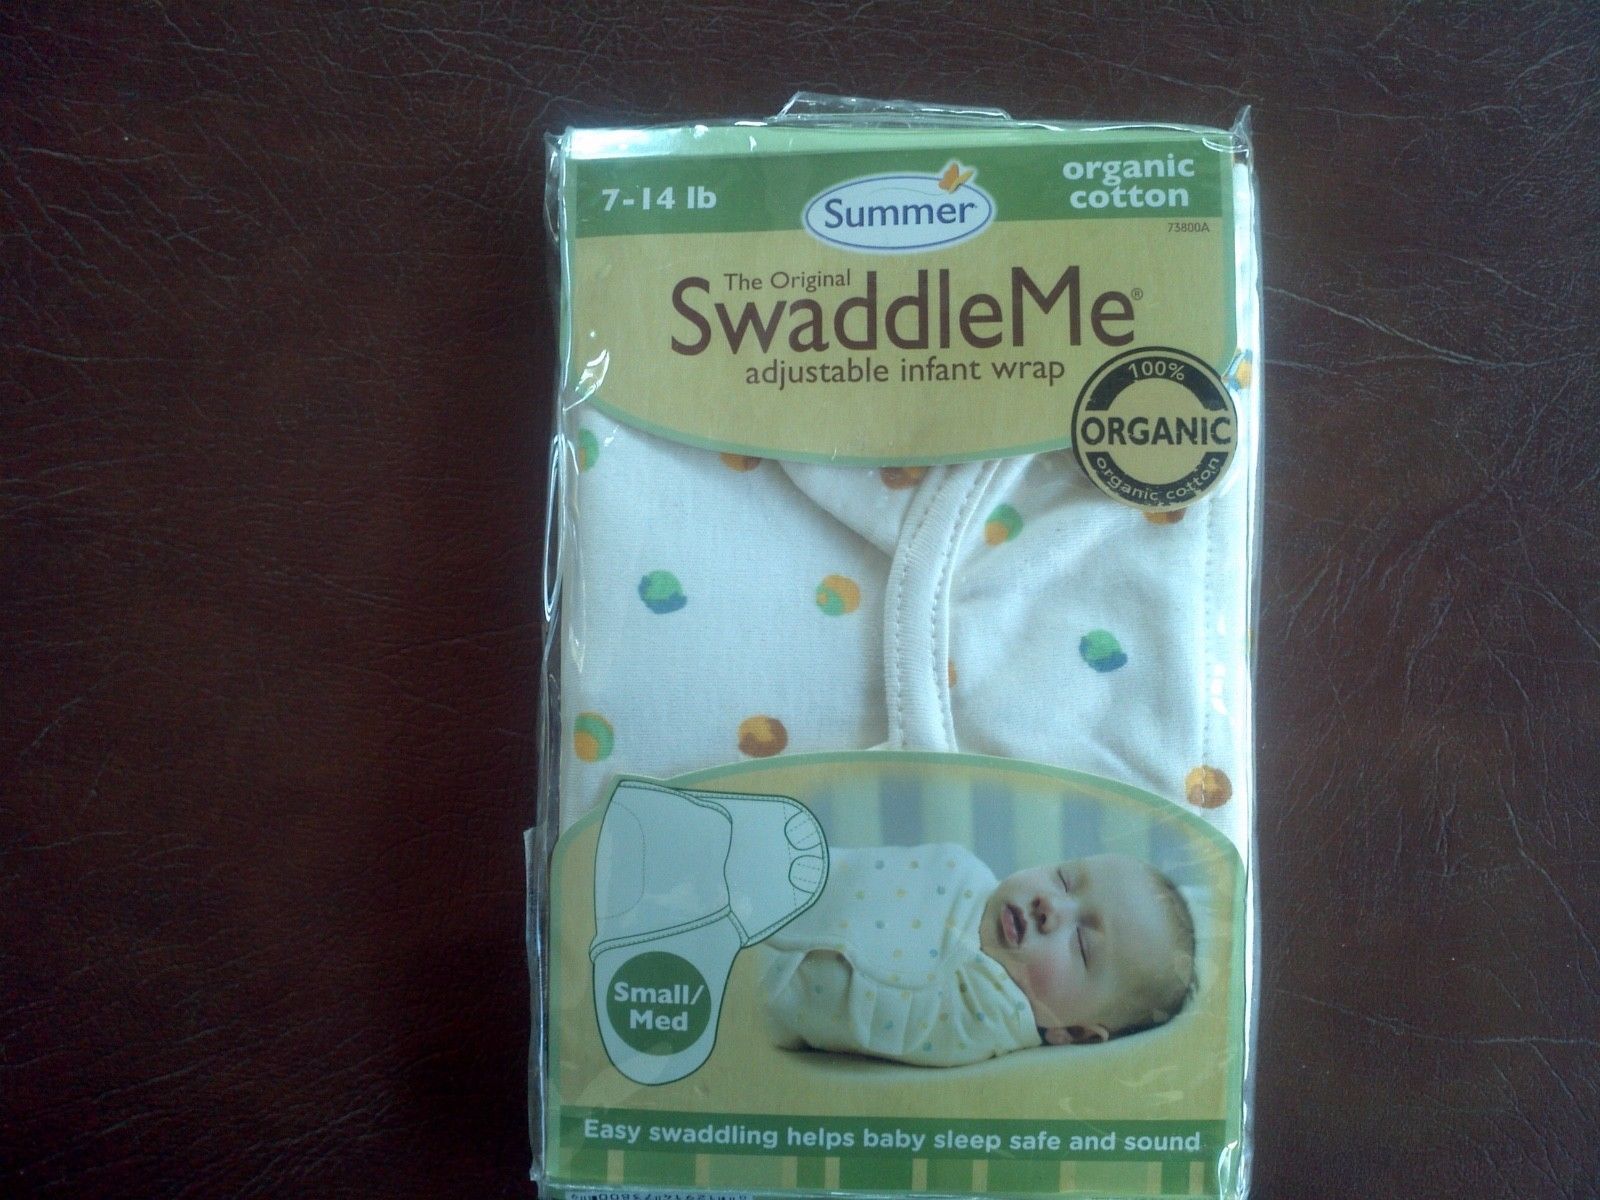 7-14 lb
Summer
organic
cotton
73800A
The Original
SwaddleMe®
adjustable infant wrap
100%
ORGANIC
organic cotton
Small/
Med
Easy swaddling helps baby sleep safe and sound